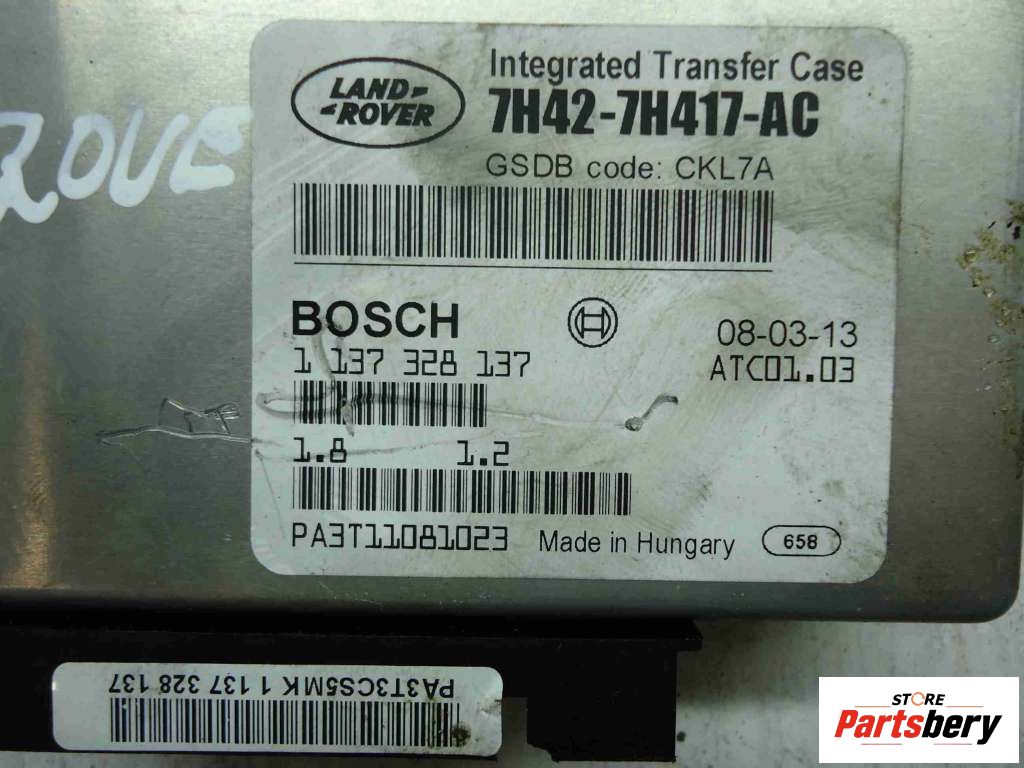 LAND-
-ROVER
Integrated Transfer Case
7H42-7H417-AC
GSDB code: CKL7A
ROVE
BOSCH
08-03-13
1 137 328 137
ATC01.03
1.8 1.2
PA3T11081023 Made in Hungary 658
PA3T3CS5MK 1 137 328 137
STORE
Partsbery